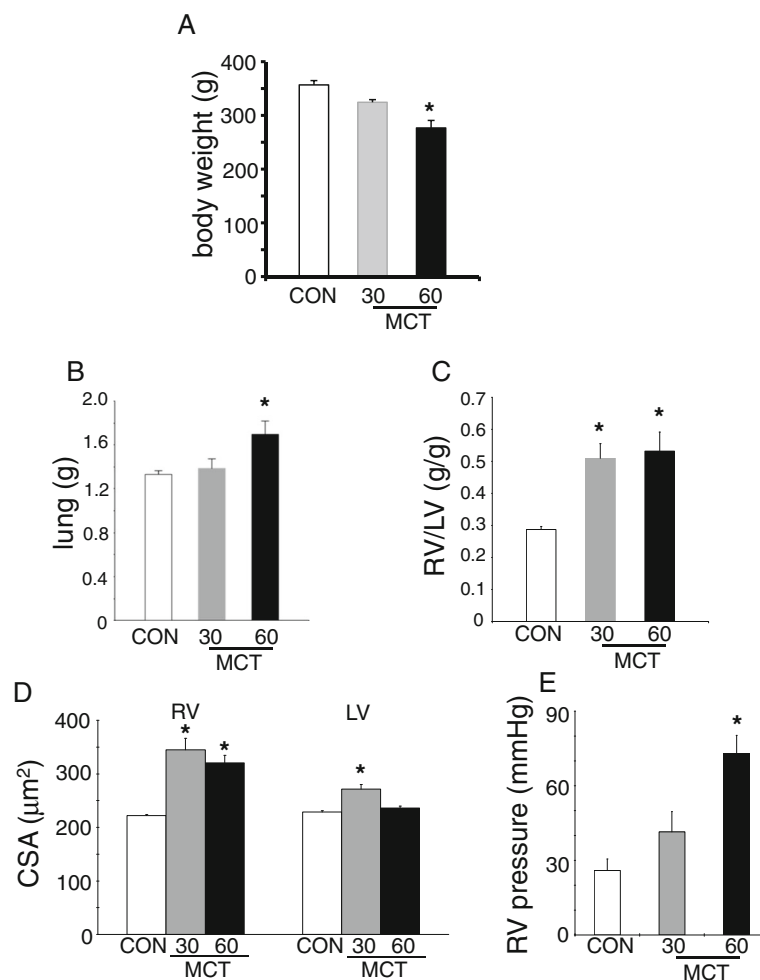 A
body weight (g)
400
300
200
100
0
*
CON 30 60
MCT
B
lung (g)
2.0
1.6
1.2
0.8
0.4
0
*
CON 30 60
MCT
C
RV/LV (g/g)
0.7
0.6
0.5
0.4
0.3
0.2
0.1
0
* *
CON 30 60
MCT
D
CSA (μm²)
400
300
200
100
0
RV LV
* * *
CON 30 60 CON 30 60
MCT MCT
E
RV pressure (mmHg)
90
60
30
0
*
CON 30 60
MCT